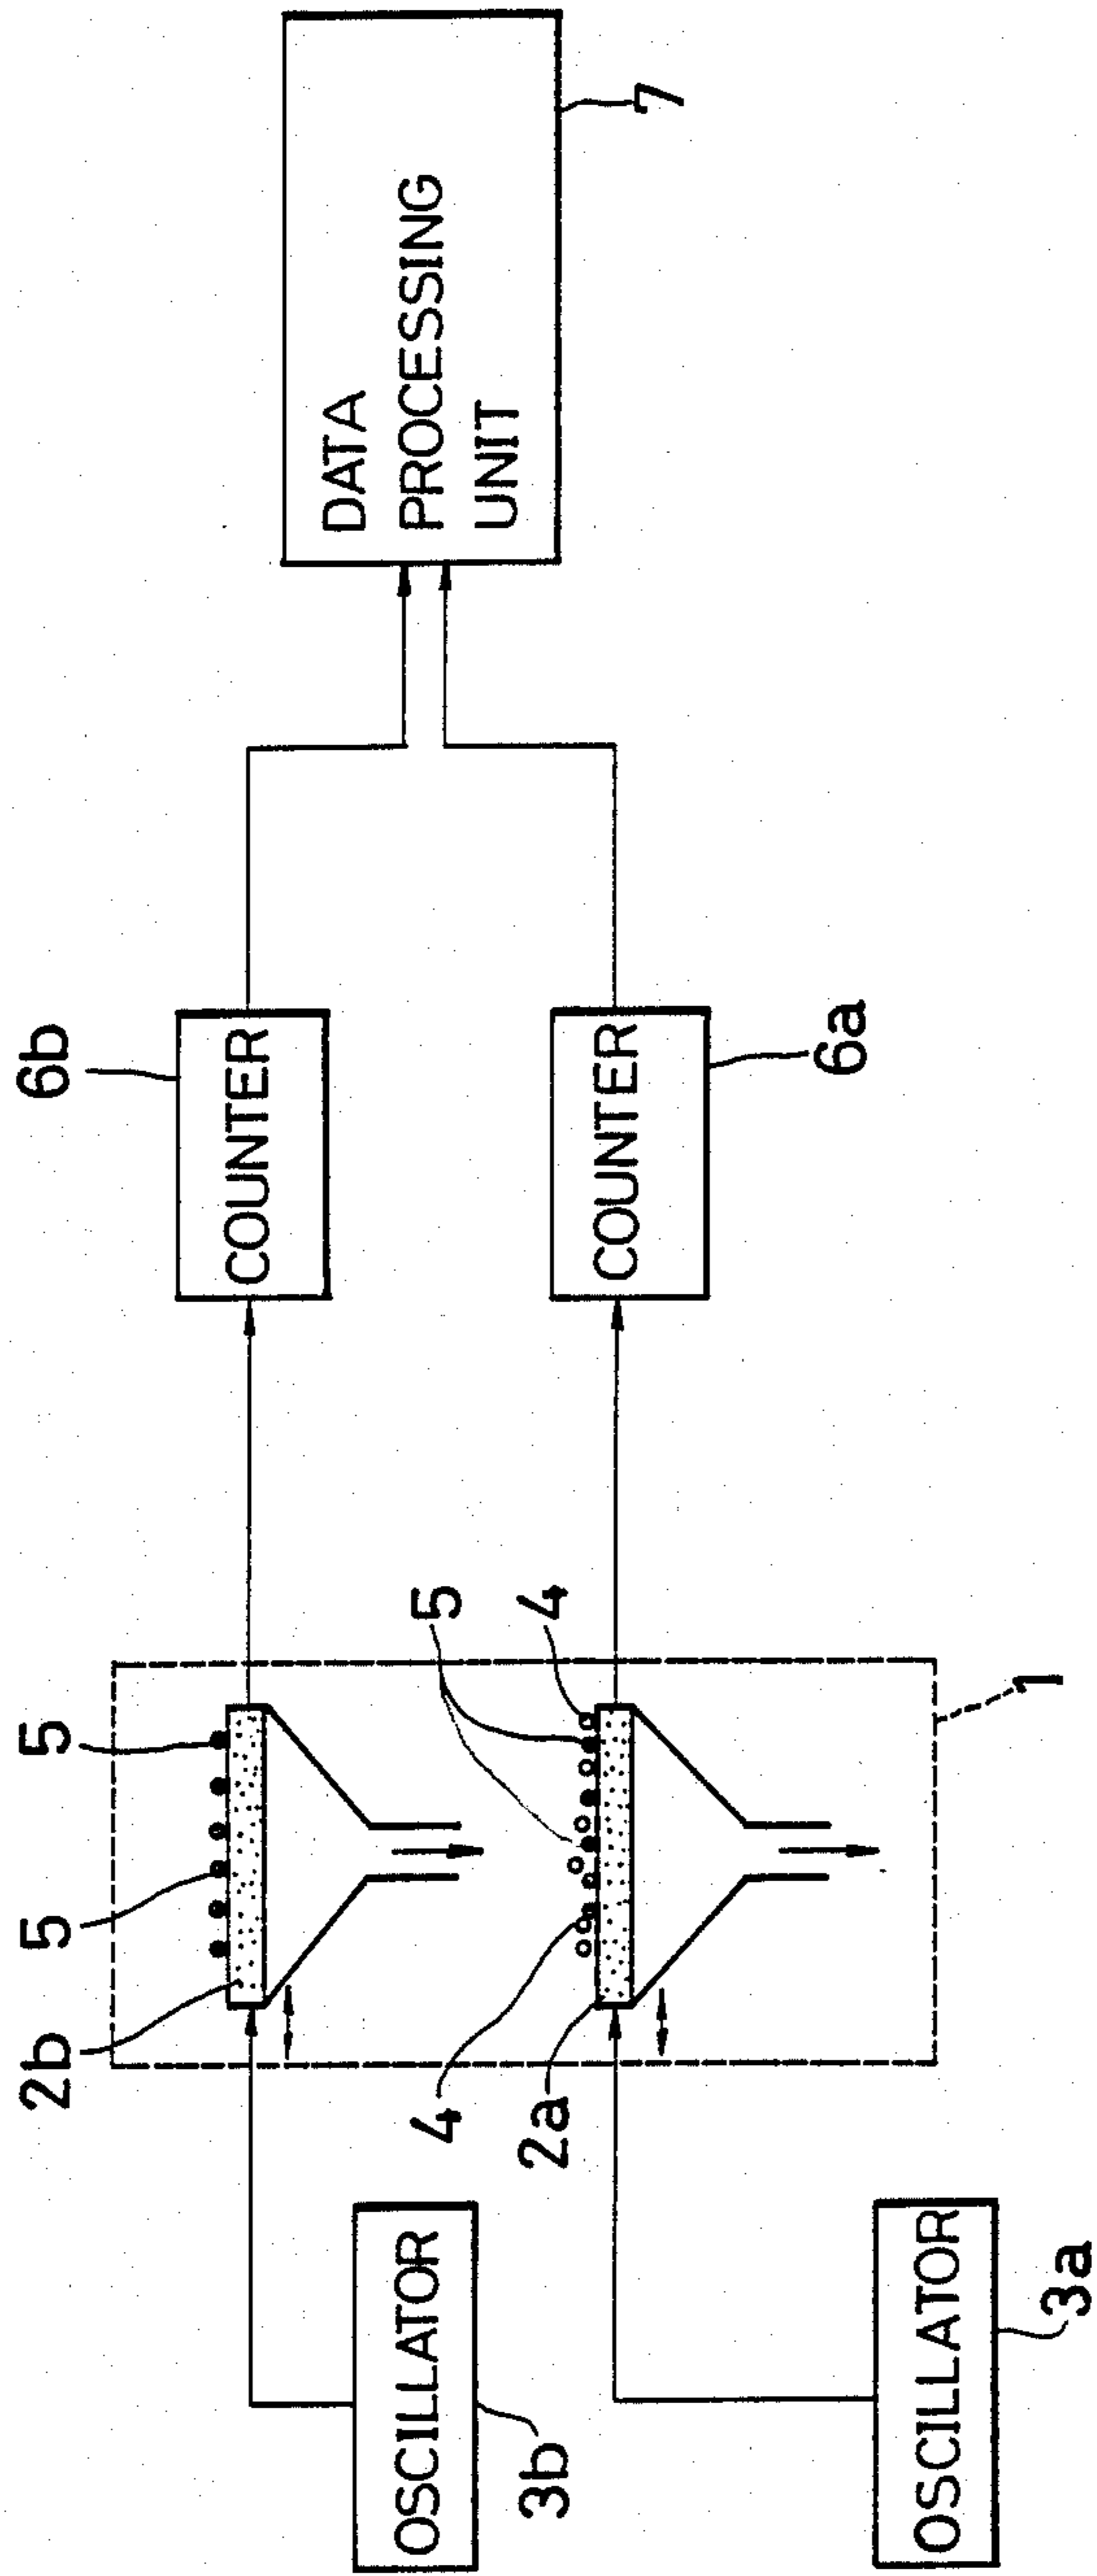 6b
COUNTER
DATA
PROCESSING
UNIT
7
5
5
2b
OSCILLATOR
3b
5
4
4
2a
COUNTER
6a
1
OSCILLATOR
3a